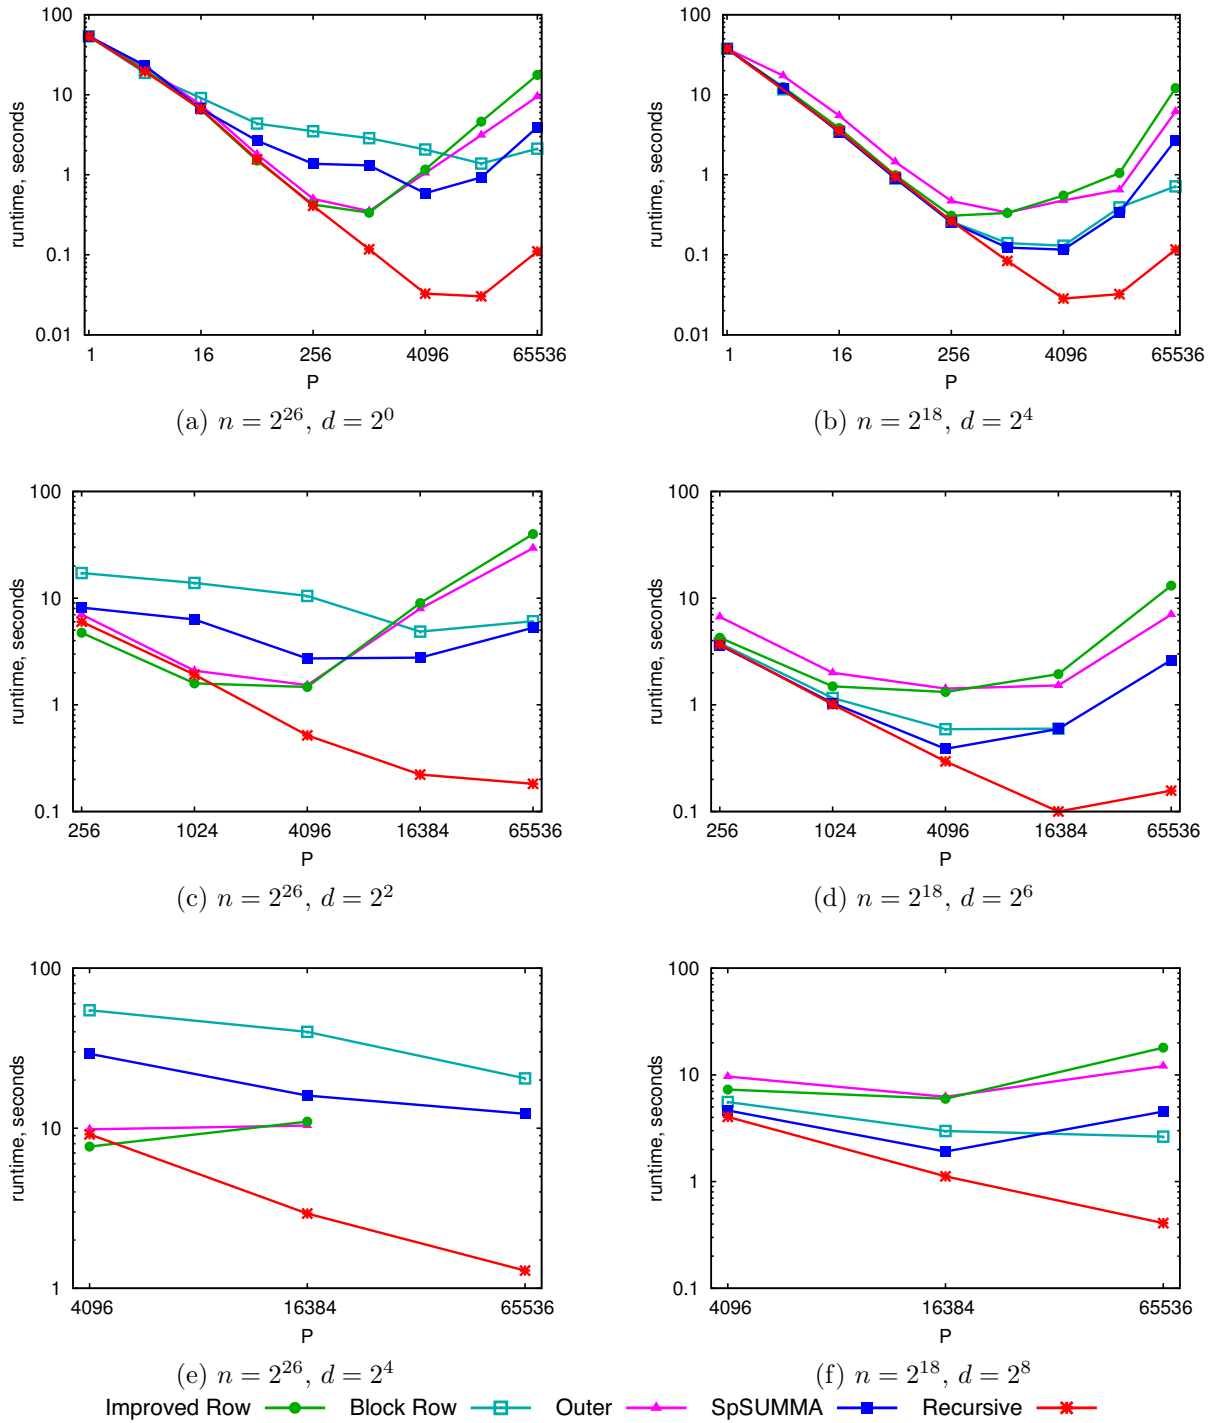 100
10
1
0.1
0.01
runtime, seconds
1 16 256 4096 65536
P
(a) n = 2^26, d = 2^0
100
10
1
0.1
0.01
runtime, seconds
1 16 256 4096 65536
P
(b) n = 2^18, d = 2^4
100
10
1
0.1
runtime, seconds
256 1024 4096 16384 65536
P
(c) n = 2^26, d = 2^2
100
10
1
0.1
runtime, seconds
256 1024 4096 16384 65536
P
(d) n = 2^18, d = 2^6
100
10
1
runtime, seconds
4096 16384 65536
P
(e) n = 2^26, d = 2^4
100
10
1
0.1
runtime, seconds
4096 16384 65536
P
(f) n = 2^18, d = 2^8
Improved Row Block Row Outer SpSUMMA Recursive